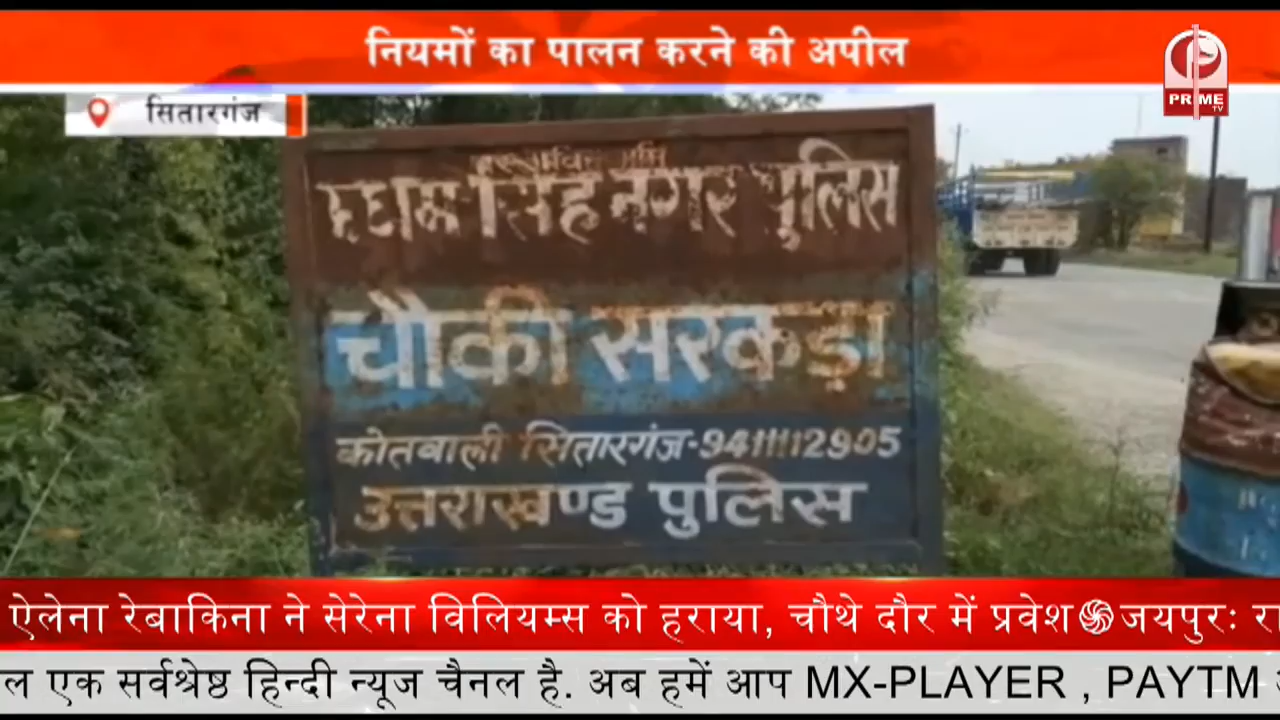 नियमों का पालन करने की अपील
PRIME
TV
सितारगंज
सिंह नगर पुलिस
चौकी सरकड़ा
कोतवाली सितारगंज-9411112905
उत्तराखण्ड पुलिस
ऐलेना रेबाकिना ने सेरेना विलियम्स को हराया, चौथे दौर में प्रवेश जयपुरः रा
ल एक सर्वश्रेष्ठ हिन्दी न्यूज चैनल है. अब हमें आप MX-PLAYER , PAYTM